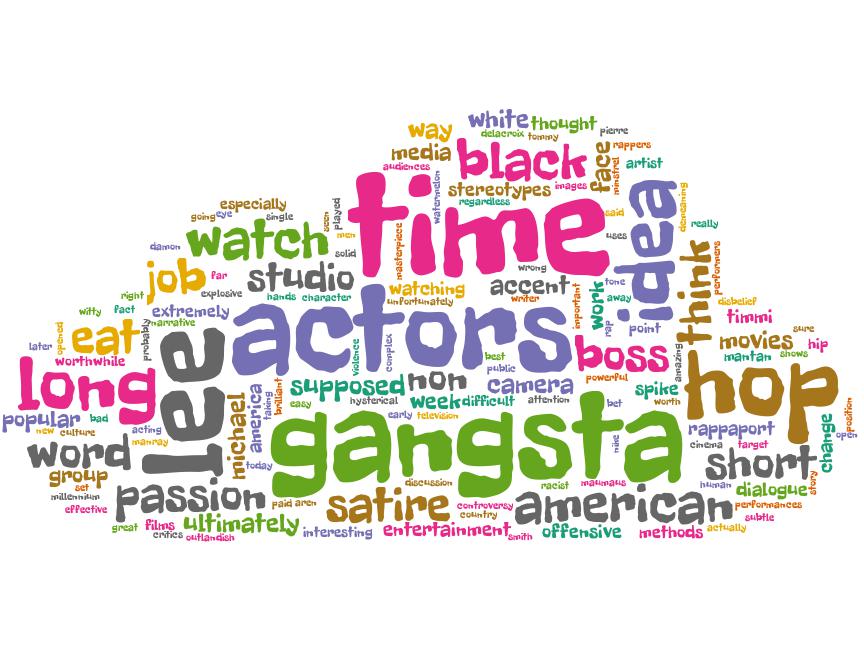 white
thought
way
delacroix
tommy
pierre
media
black
face
rappers
audiences
minstrel
artist
watermelon
stereotypes
images
regardless
especially
time
idea
demeaning
going
eye
single
seen
played
said
really
damon
watch
men
solid
masterpiece
uses
think
performers
job
far
studio
wrong
right
explosive
hands
character
watching
accent
important
work
tone
away
unfortunately
writer
disbelief
witty
fact
extremely
narrative
actors
rap
point
timmi
later
opened
eat
probably
lee
violence
complex
best
public
boss
amazing
movies
sure
hip
worthwhile
mantan
shows
long
brilliant
supposed
non
camera
powerful
spike
hop
america
taking
easy
hysterical
week
difficult
attention
bet
worth
popular
bad
michael
early
television
rappaport
change
position
new
culture
acting
manray
gangsta
nine
cinema
target
open
word
today
short
group
discussion
racist
maumaus
human
dialogue
story
set
millennium
passion
paid
aren
satire
controversy
american
performances
effective
country
subtle
great
films
ultimately
interesting
entertainment
smith
offensive
methods
actually
critics
outlandish